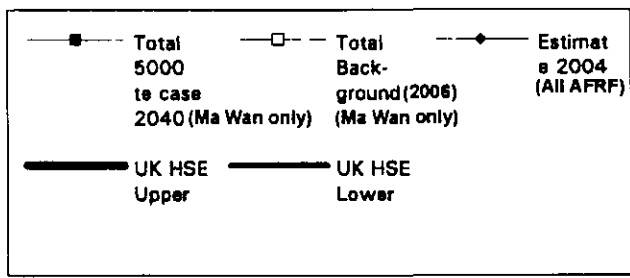 Total
5000
te case
2040 (Ma Wan only)
Total
Back-
ground (2006)
(Ma Wan only)
Estimat
e 2004
(All AFRF)
UK HSE
Upper
UK HSE
Lower